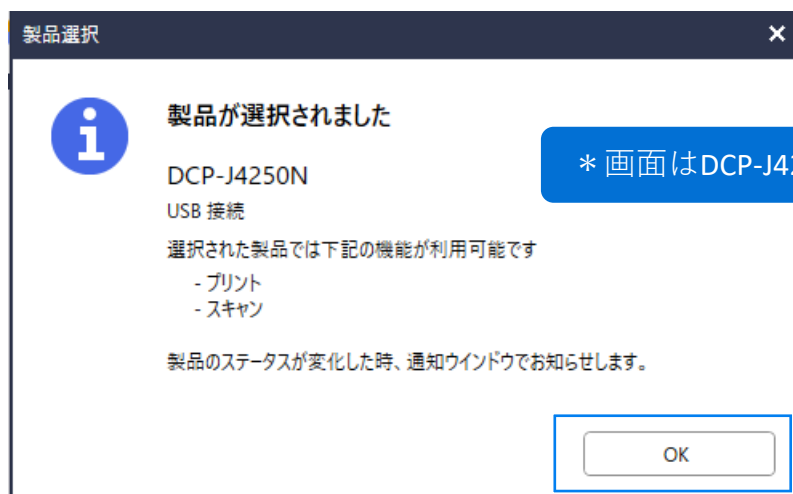 製品選択
製品が選択されました
＊画面はDCP-J42
DCP-J4250N
USB 接続
選択された製品では下記の機能が利用可能です
- プリント
- スキャン
製品のステータスが変化した時、通知ウインドウでお知らせします。
OK